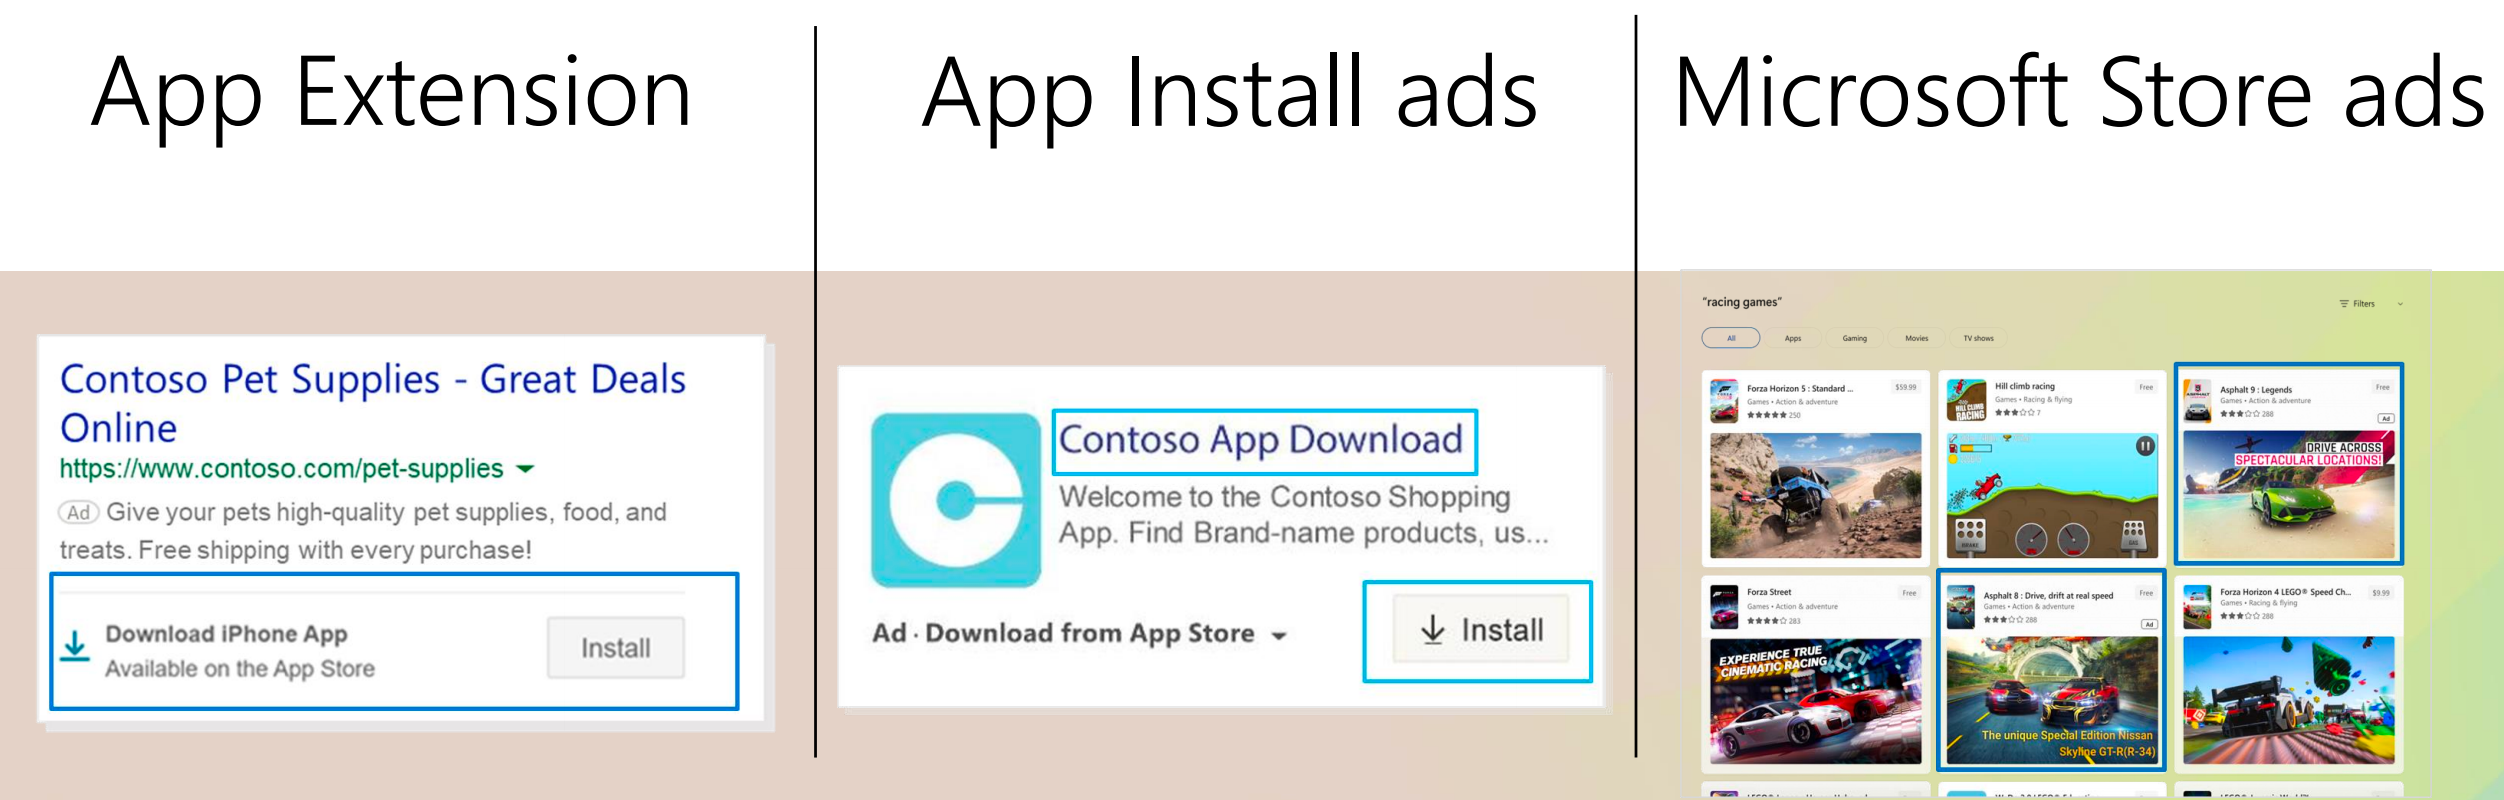 App Extension
App Install ads
Microsoft Store ads
Contoso Pet Supplies - Great Deals
Online
https://www.contoso.com/pet-supplies
Ad Give your pets high-quality pet supplies, food, and
treats. Free shipping with every purchase!
Download iPhone App
Available on the App Store
Install
Contoso App Download
Welcome to the Contoso Shopping
App. Find Brand-name products, us...
Ad · Download from App Store
Install
"racing games"
Filters
All Apps Gaming Movies TV shows
Forza Horizon 5 : Standard ...
$59.99
Games • Action & adventure
250
Hill climb racing
Free
Games • Racing & flying
7
HILL CLIMB
RACING
BRAKE
GAS
Asphalt 9 : Legends
Free
Games • Action & adventure
288
Ad
DRIVE ACROSS
SPECTACULAR LOCATIONS!
Forza Street
Free
Games • Action & adventure
283
EXPERIENCE TRUE
CINEMATIC RACING
Asphalt 8 : Drive, drift at real speed
Free
Games • Action & adventure
288
Ad
The unique Special Edition Nissan
Skyline GT-R(R-34)
Forza Horizon 4 LEGO® Speed Ch...
$9.99
Games • Racing & flying
288